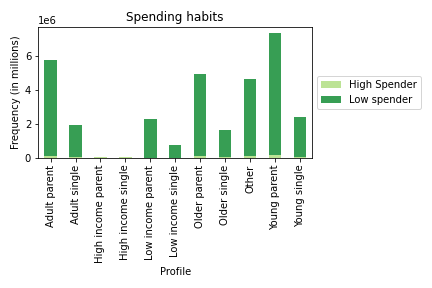 Spending habits
1e6
Frequency (in millions)
6
4
2
0
Adult parent
Adult single
High income parent
High income single
Low income parent
Low income single
Older parent
Older single
Other
Young parent
Young single
Profile
High Spender
Low spender